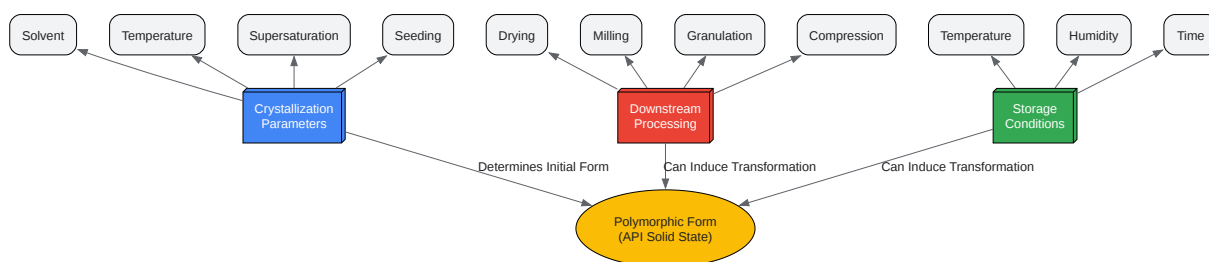 Solvent
Temperature
Supersaturation
Seeding
Drying
Milling
Granulation
Compression
Temperature
Humidity
Time
Crystallization
Parameters
Downstream
Processing
Storage
Conditions
Determines Initial Form
Can Induce Transformation
Can Induce Transformation
Polymorphic Form
(API Solid State)